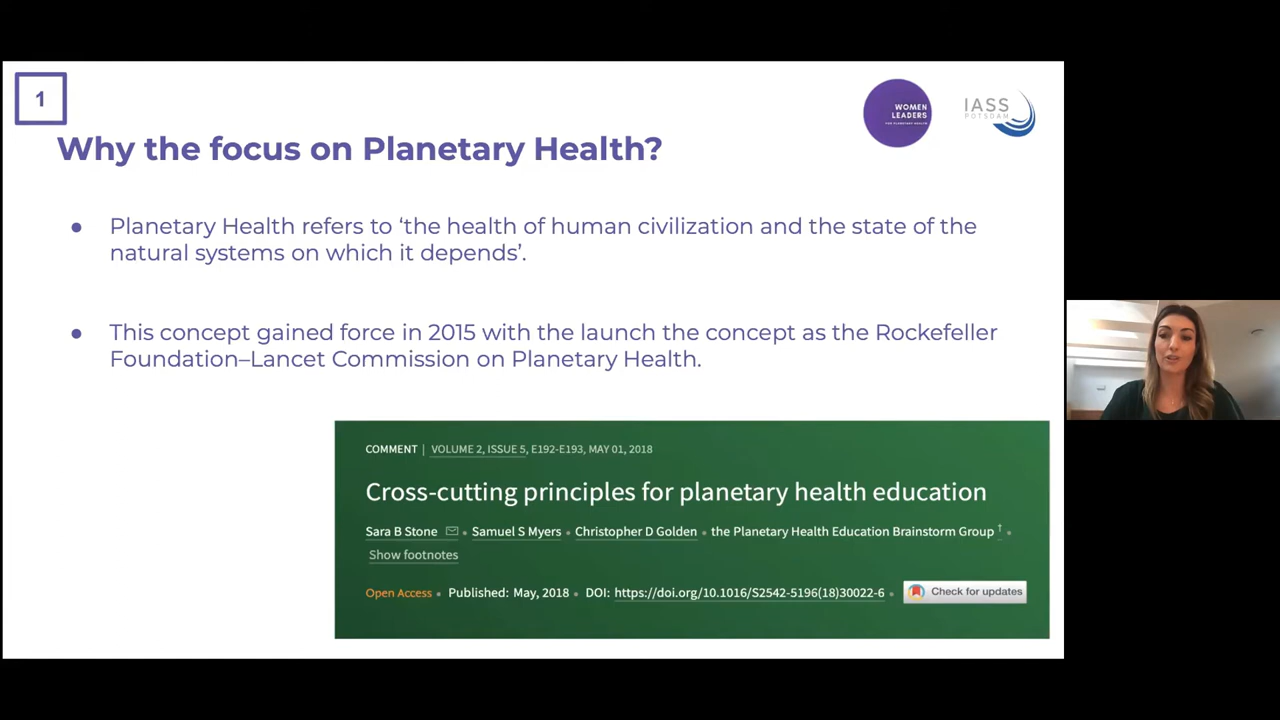 1
WOMEN
LEADERS
FOR PLANETARY HEALTH
IASS
POTSDAM
Why the focus on Planetary Health?
● Planetary Health refers to ‘the health of human civilization and the state of the
natural systems on which it depends’.
● This concept gained force in 2015 with the launch the concept as the Rockefeller
Foundation–Lancet Commission on Planetary Health.
COMMENT | VOLUME 2, ISSUE 5, E192-E193, MAY 01, 2018
Cross-cutting principles for planetary health education
Sara B Stone • Samuel S Myers • Christopher D Golden • the Planetary Health Education Brainstorm Group † •
Show footnotes
Open Access • Published: May, 2018 • DOI: https://doi.org/10.1016/S2542-5196(18)30022-6 • Check for updates